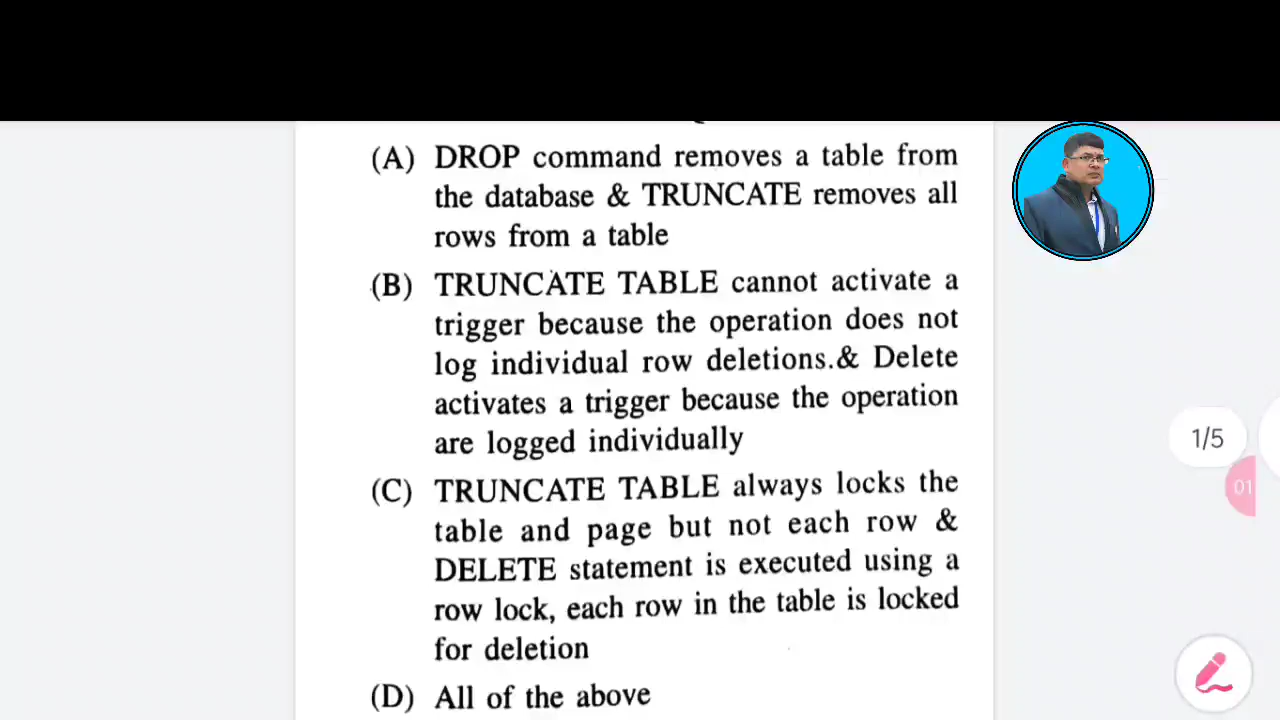 (A) DROP command removes a table from
the database & TRUNCATE removes all
rows from a table
(B) TRUNCATE TABLE cannot activate a
trigger because the operation does not
log individual row deletions.& Delete
activates a trigger because the operation
are logged individually
(C) TRUNCATE TABLE always locks the
table and page but not each row &
DELETE statement is executed using a
row lock, each row in the table is locked
for deletion
(D) All of the above
1/5
01